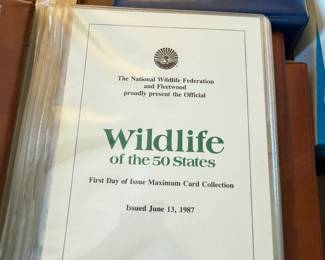 The National Wildlife Federation
and Fleetwood
proudly present the Official
Wildlife
of the 50 States
First Day of Issue Maximum Card Collection
Issued June 13, 1987